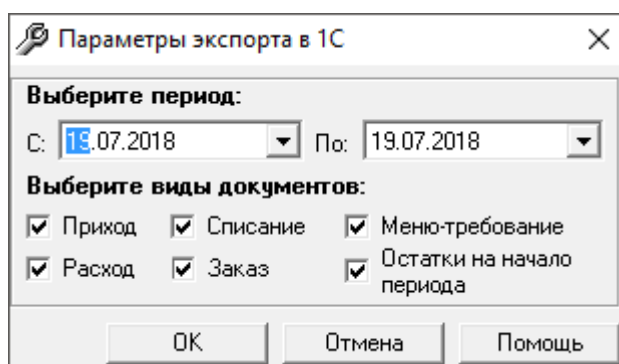 Параметры экспорта в 1С
Выберите период:
С: 19.07.2018 По: 19.07.2018
Выберите виды документов:
Приход Списание Меню-требование
Расход Заказ Остатки на начало
периода
OK Отмена Помощь